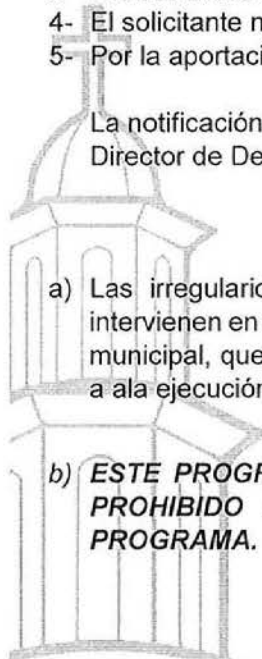 4- El solicitante n
5- Por la aportaci
La notificación
Director de De
a) Las irregularid
intervienen en
municipal, que
a ala ejecución
b) ESTE PROGR
PROHIBIDO
PROGRAMA.